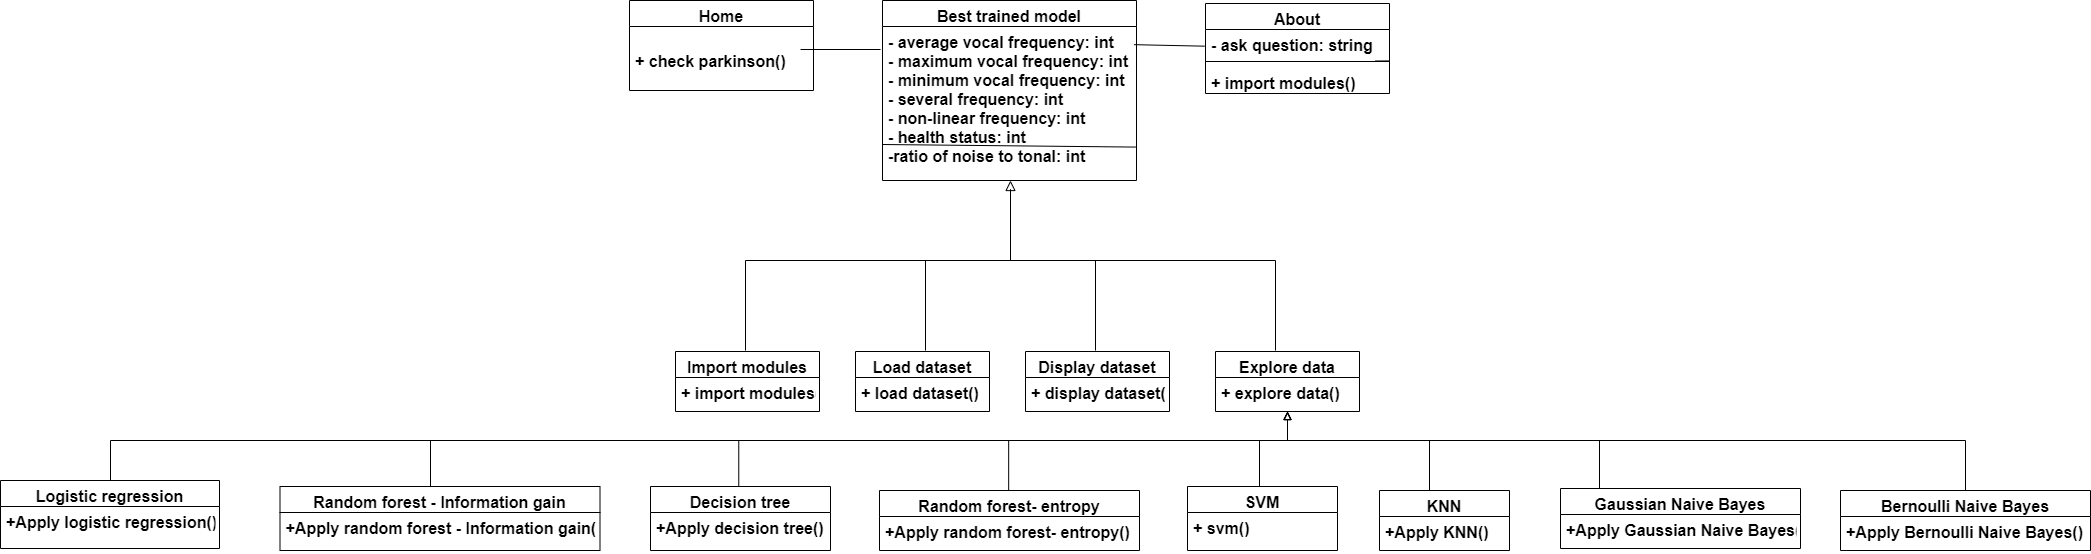 Home
+ check parkinson()
Best trained model
- average vocal frequency: int
- maximum vocal frequency: int
- minimum vocal frequency: int
- several frequency: int
- non-linear frequency: int
- health status: int
-ratio of noise to tonal: int
About
- ask question: string
+ import modules()
Import modules
+ import modules
Load dataset
+ load dataset()
Display dataset
+ display dataset(
Explore data
+ explore data()
Logistic regression
+Apply logistic regression()
Random forest - Information gain
+Apply random forest - Information gain(
Decision tree
+Apply decision tree()
Random forest- entropy
+Apply random forest- entropy()
SVM
+ svm()
KNN
+Apply KNN()
Gaussian Naive Bayes
+Apply Gaussian Naive Bayes(
Bernoulli Naive Bayes
+Apply Bernoulli Naive Bayes()